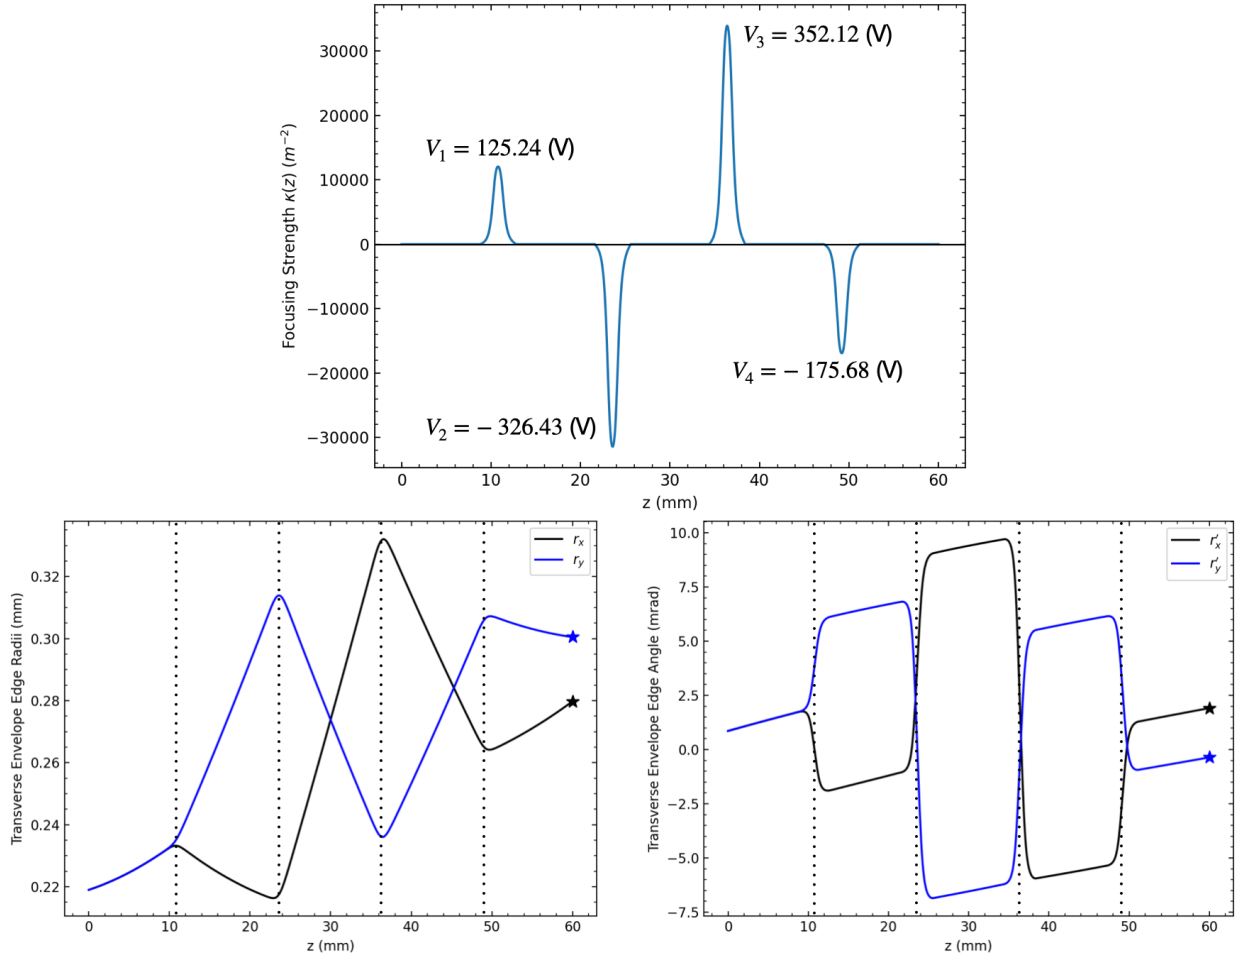 V₃ = 352.12 (V)
V₁ = 125.24 (V)
V₄ = − 175.68 (V)
V₂ = − 326.43 (V)
30000
20000
10000
0
−10000
−20000
−30000
Focusing Strength κ(z) (m⁻²)
0 10 20 30 40 50 60
z (mm)
rₓ
r_y
0.32
0.30
0.28
0.26
0.24
0.22
Transverse Envelope Edge Radii (mm)
0 10 20 30 40 50 60
z (mm)
r′ₓ
r′_y
10.0
7.5
5.0
2.5
0.0
−2.5
−5.0
−7.5
Transverse Envelope Edge Angle (mrad)
0 10 20 30 40 50 60
z (mm)